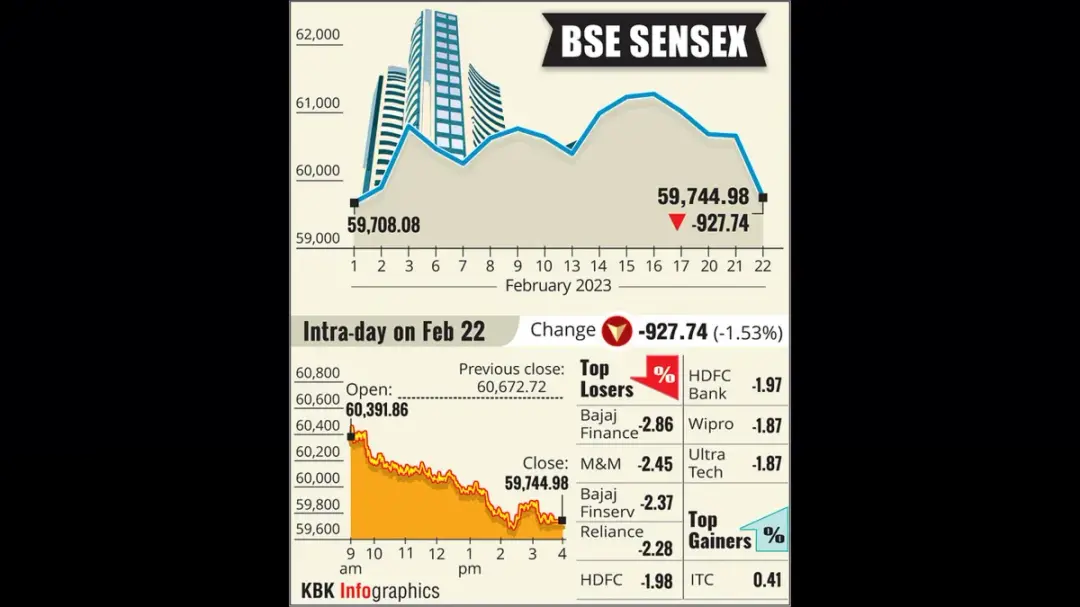 BSE SENSEX
62,000
61,000
60,000
59,000
59,708.08
59,744.98
-927.74
1 2 3 6 7 8 9 10 13 14 15 16 17 20 21 22
February 2023
Intra-day on Feb 22
Change -927.74 (-1.53%)
60,800
60,600
60,400
60,200
60,000
59,800
59,600
Previous close:
60,672.72
Open:
60,391.86
Close:
59,744.98
9 10 11 12 1 2 3 4
am pm
Top
Losers %
Bajaj
Finance -2.86
M&M -2.45
Bajaj
Finserv -2.37
Reliance
-2.28
HDFC -1.98
HDFC
Bank -1.97
Wipro -1.87
Ultra
Tech -1.87
Top
Gainers %
ITC 0.41
KBK Infographics